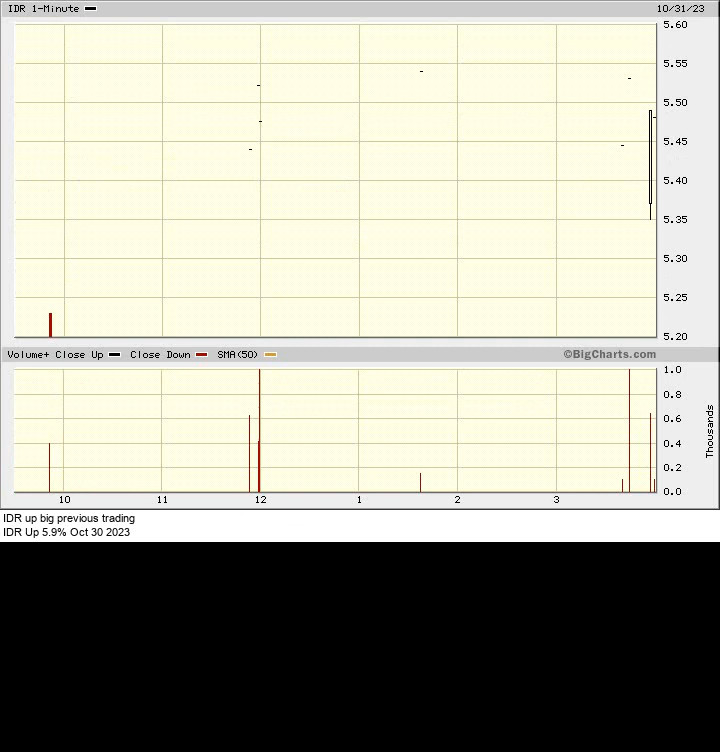 IDR 1-Minute 10/31/23
5.60
5.55
5.50
5.45
5.40
5.35
5.30
5.25
5.20
Volume+ Close Up Close Down SMA(50) ©BigCharts.com
1.0
0.8
0.6
0.4
0.2
0.0
Thousands
10 11 12 1 2 3
IDR up big previous trading
IDR Up 5.9% Oct 30 2023